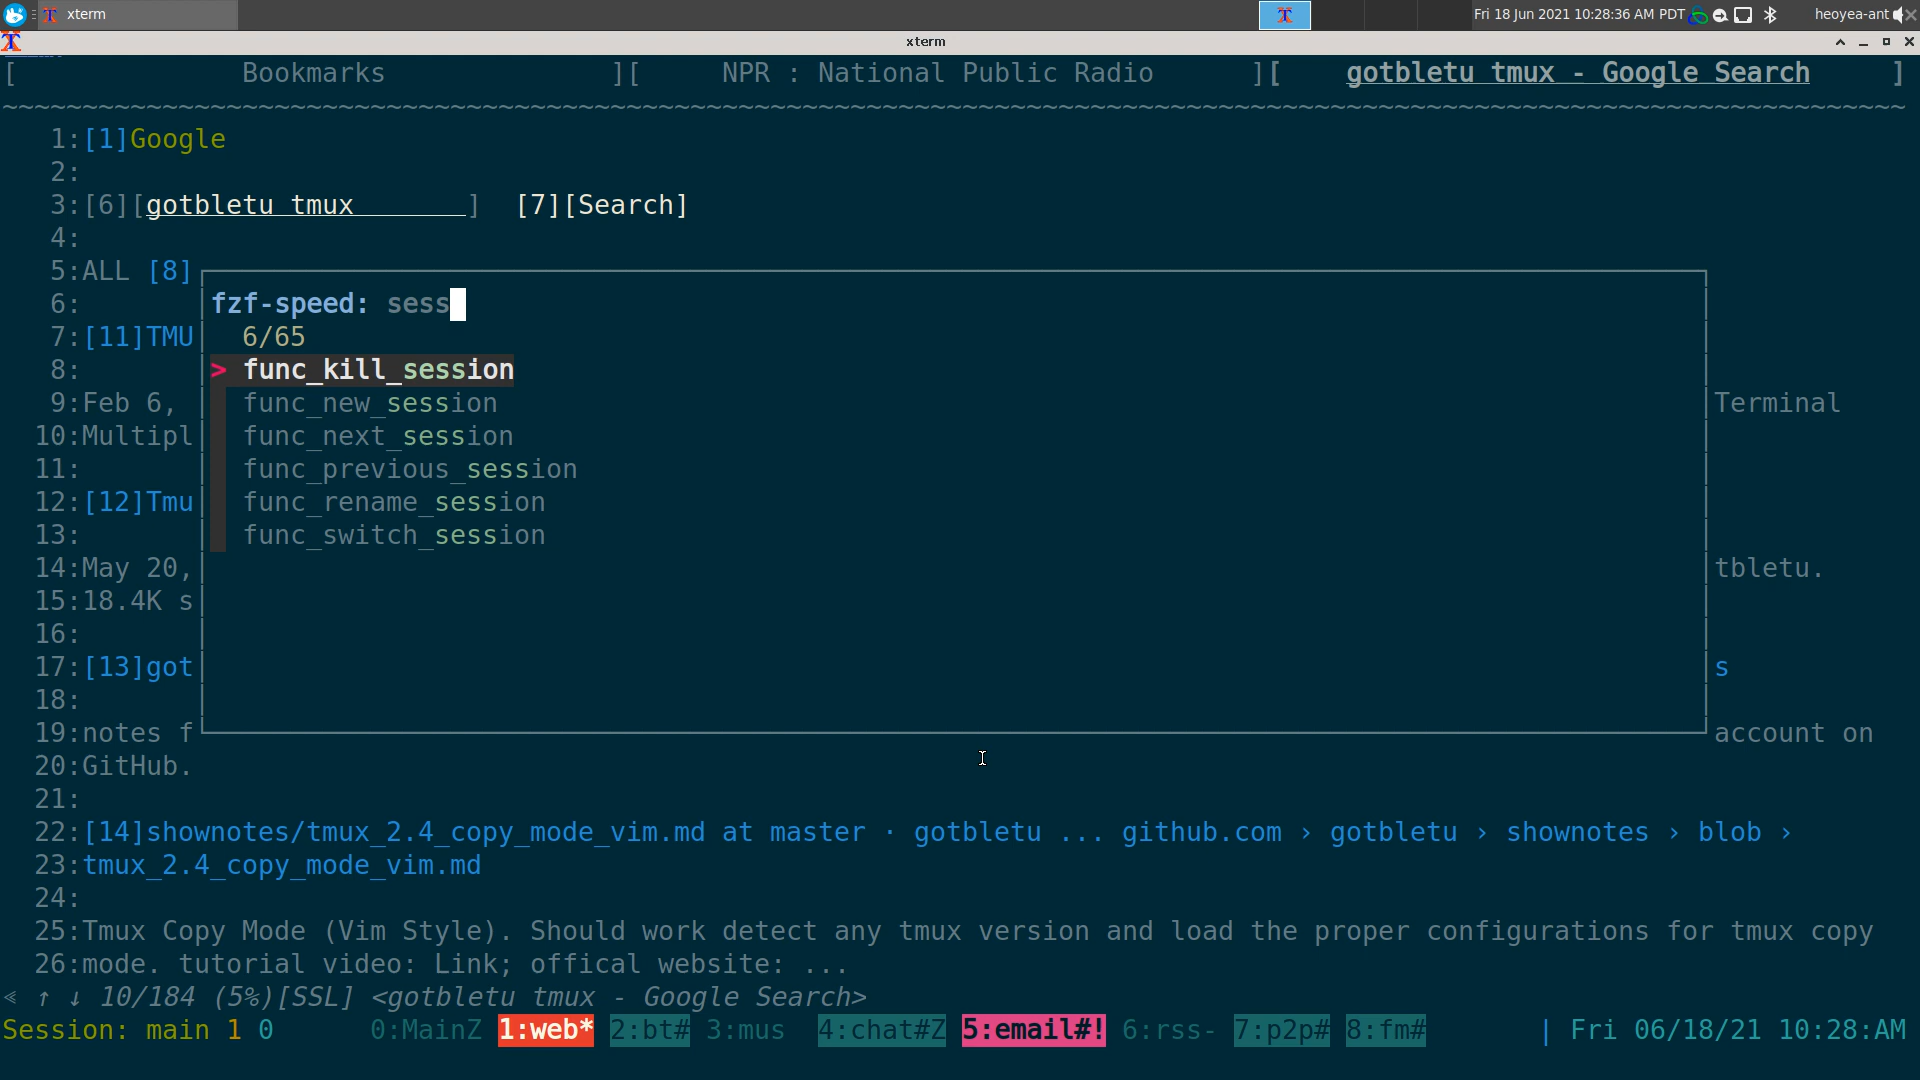 xterm
Fri 18 Jun 2021 10:28:36 AM PDT
heoyea-ant
xterm
[ Bookmarks ][ NPR : National Public Radio ][ gotbletu tmux - Google Search ]
~~~~~~~~~~~~~~~~~~~~~~~~~~~~~~~~~~~~~~~~~~~~~~~~~~~~~~~~~~~~~~~~~~~~~~~~~~~~~~~~~~~~~~~~~~~~~~~~~~~~~~~~~~~~~~~~~~~~~~~
1:[1]Google
2:
3:[6][gotbletu tmux_______] [7][Search]
4:
5:ALL [8]
6: fzf-speed: sess
7:[11]TMU 6/65
8: > func_kill_session
9:Feb 6, func_new_session Terminal
10:Multipl func_next_session
11: func_previous_session
12:[12]Tmu func_rename_session
13: func_switch_session
14:May 20, tbletu.
15:18.4K s
16:
17:[13]got s
18:
19:notes f account on
20:GitHub.
21:
22:[14]shownotes/tmux_2.4_copy_mode_vim.md at master · gotbletu ... github.com › gotbletu › shownotes › blob ›
23:tmux_2.4_copy_mode_vim.md
24:
25:Tmux Copy Mode (Vim Style). Should work detect any tmux version and load the proper configurations for tmux copy
26:mode. tutorial video: Link; offical website: ...
⪡ ↑ ↓ 10/184 (5%)[SSL] <gotbletu tmux - Google Search>
Session: main 1 0 0:MainZ 1:web* 2:bt# 3:mus 4:chat#Z 5:email#! 6:rss- 7:p2p# 8:fm# | Fri 06/18/21 10:28:AM